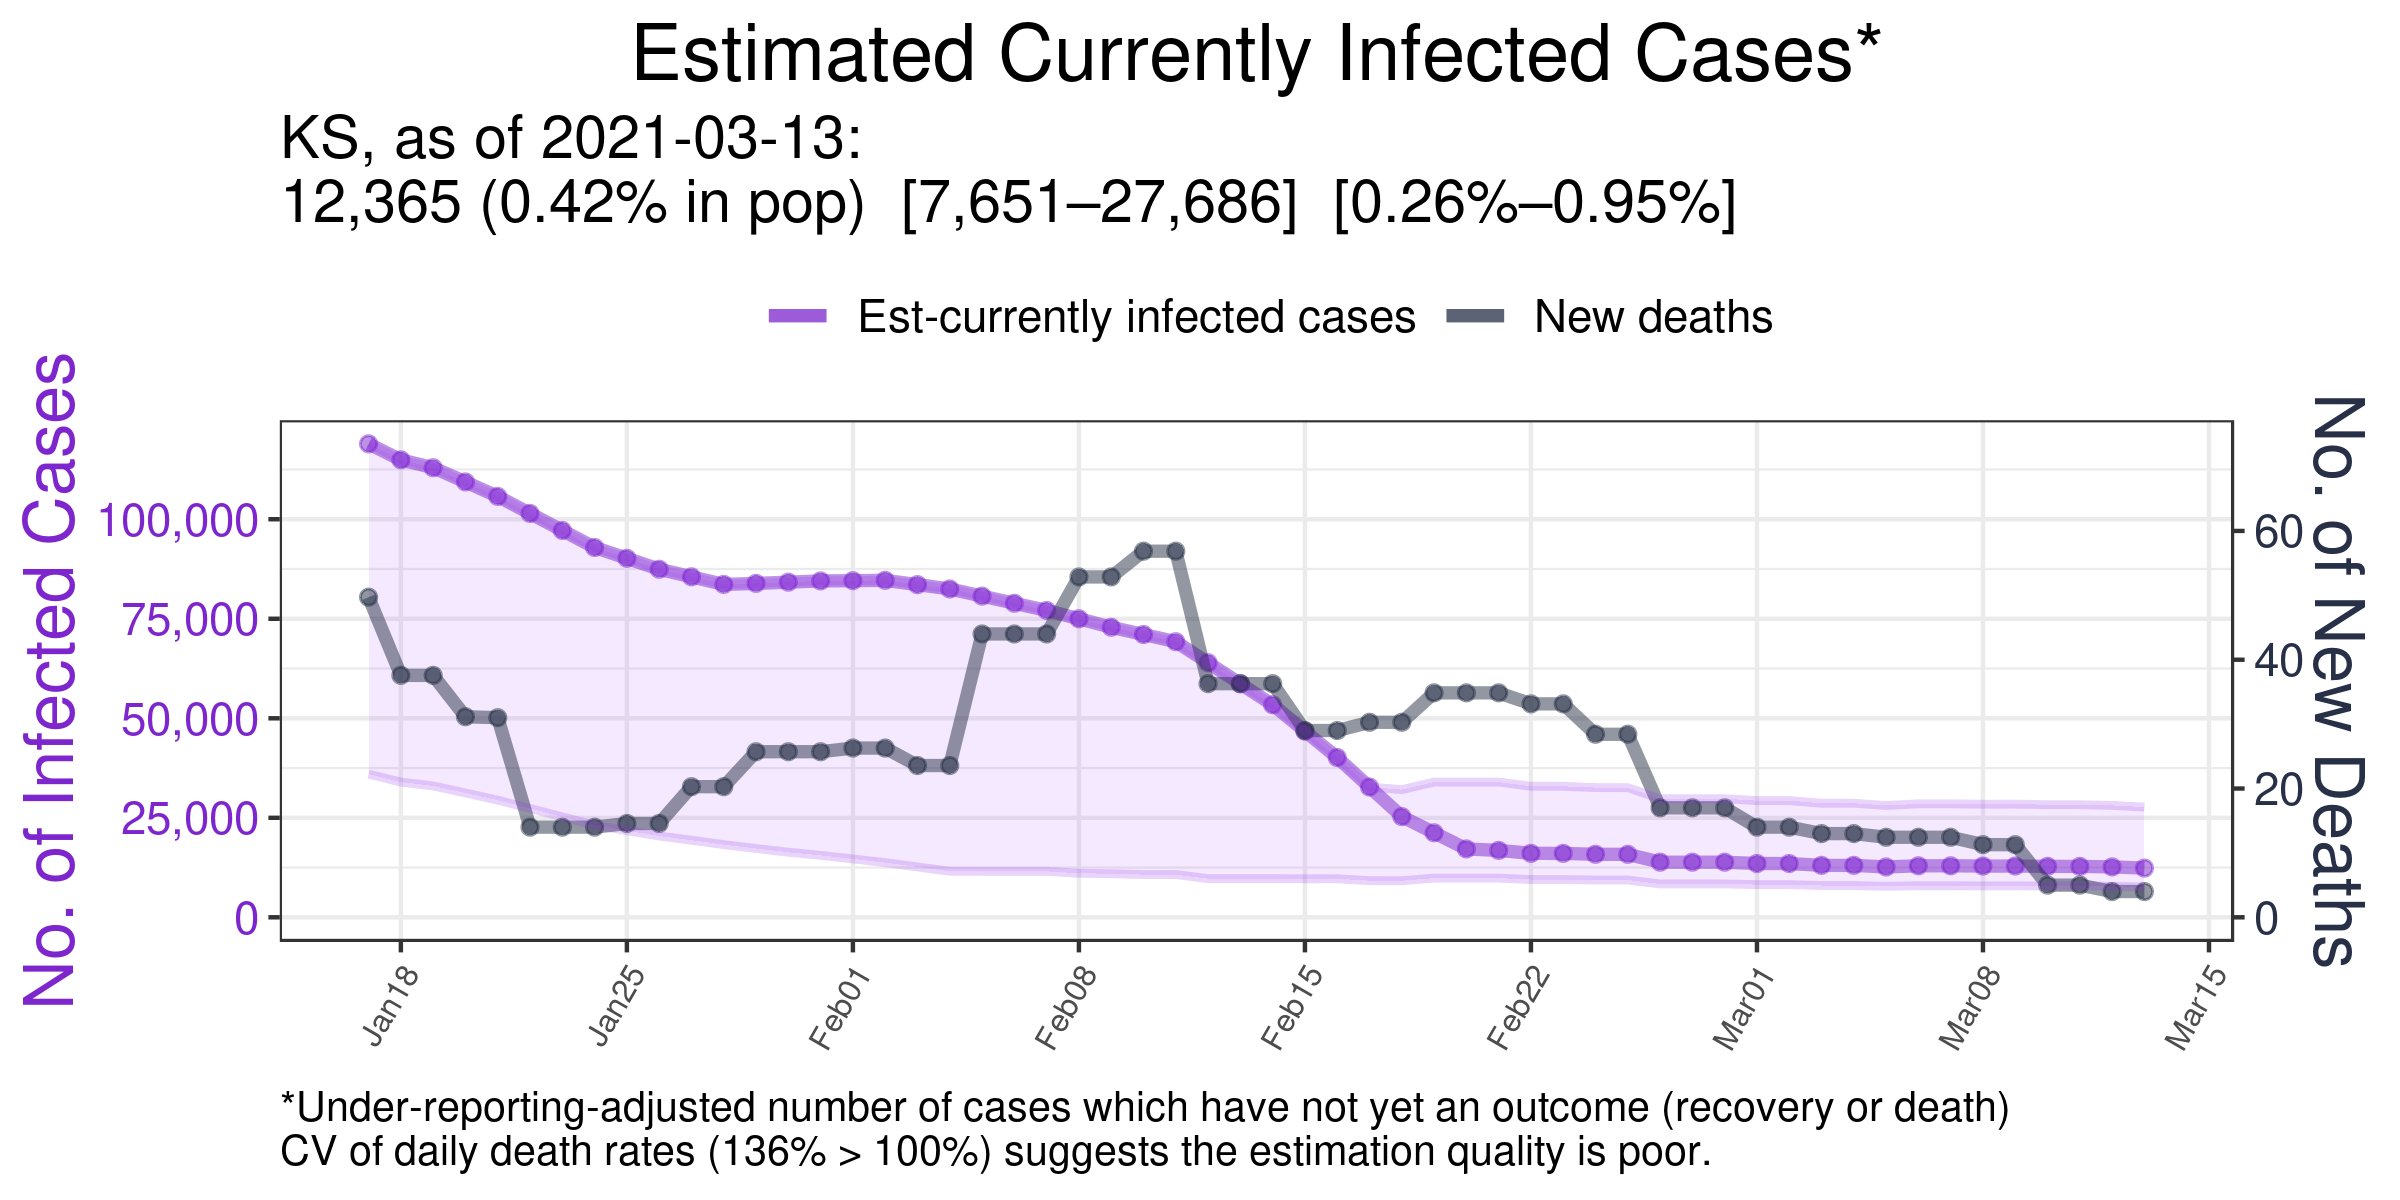 Estimated Currently Infected Cases*
KS, as of 2021-03-13:
12,365 (0.42% in pop)  [7,651–27,686]  [0.26%–0.95%]
Est-currently infected cases
New deaths
No. of Infected Cases
100,000
75,000
50,000
25,000
0
60
40
20
0
No. of New Deaths
Jan18
Jan25
Feb01
Feb08
Feb15
Feb22
Mar01
Mar08
Mar15
*Under-reporting-adjusted number of cases which have not yet an outcome (recovery or death)
CV of daily death rates (136% > 100%) suggests the estimation quality is poor.